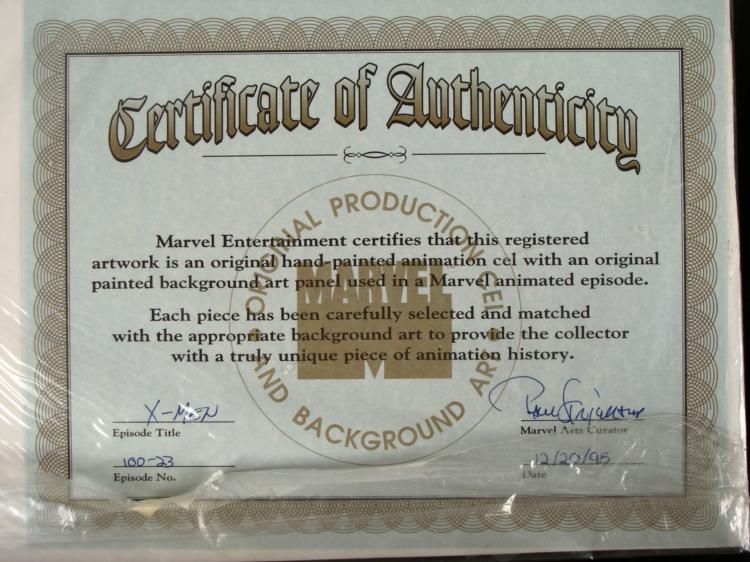 Certificate of Authenticity
ORIGINAL PRODUCTION CEL
AND BACKGROUND ART
MARVEL
M
Marvel Entertainment certifies that this registered
artwork is an original hand-painted animation cel with an original
painted background art panel used in a Marvel animated episode.
Each piece has been carefully selected and matched
with the appropriate background art to provide the collector
with a truly unique piece of animation history.
X-MEN
Episode Title
Marvel Arts Curator
100-23
Episode No.
12/20/95
Date